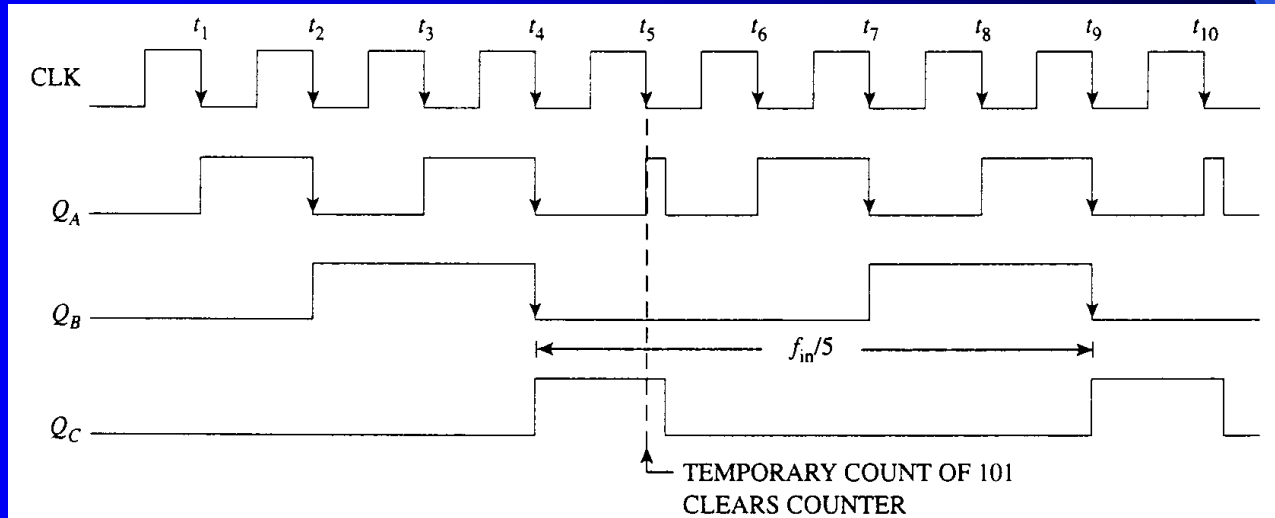 t1 t2 t3 t4 t5 t6 t7 t8 t9 t10
CLK
QA
QB
fin/5
QC
TEMPORARY COUNT OF 101
CLEARS COUNTER